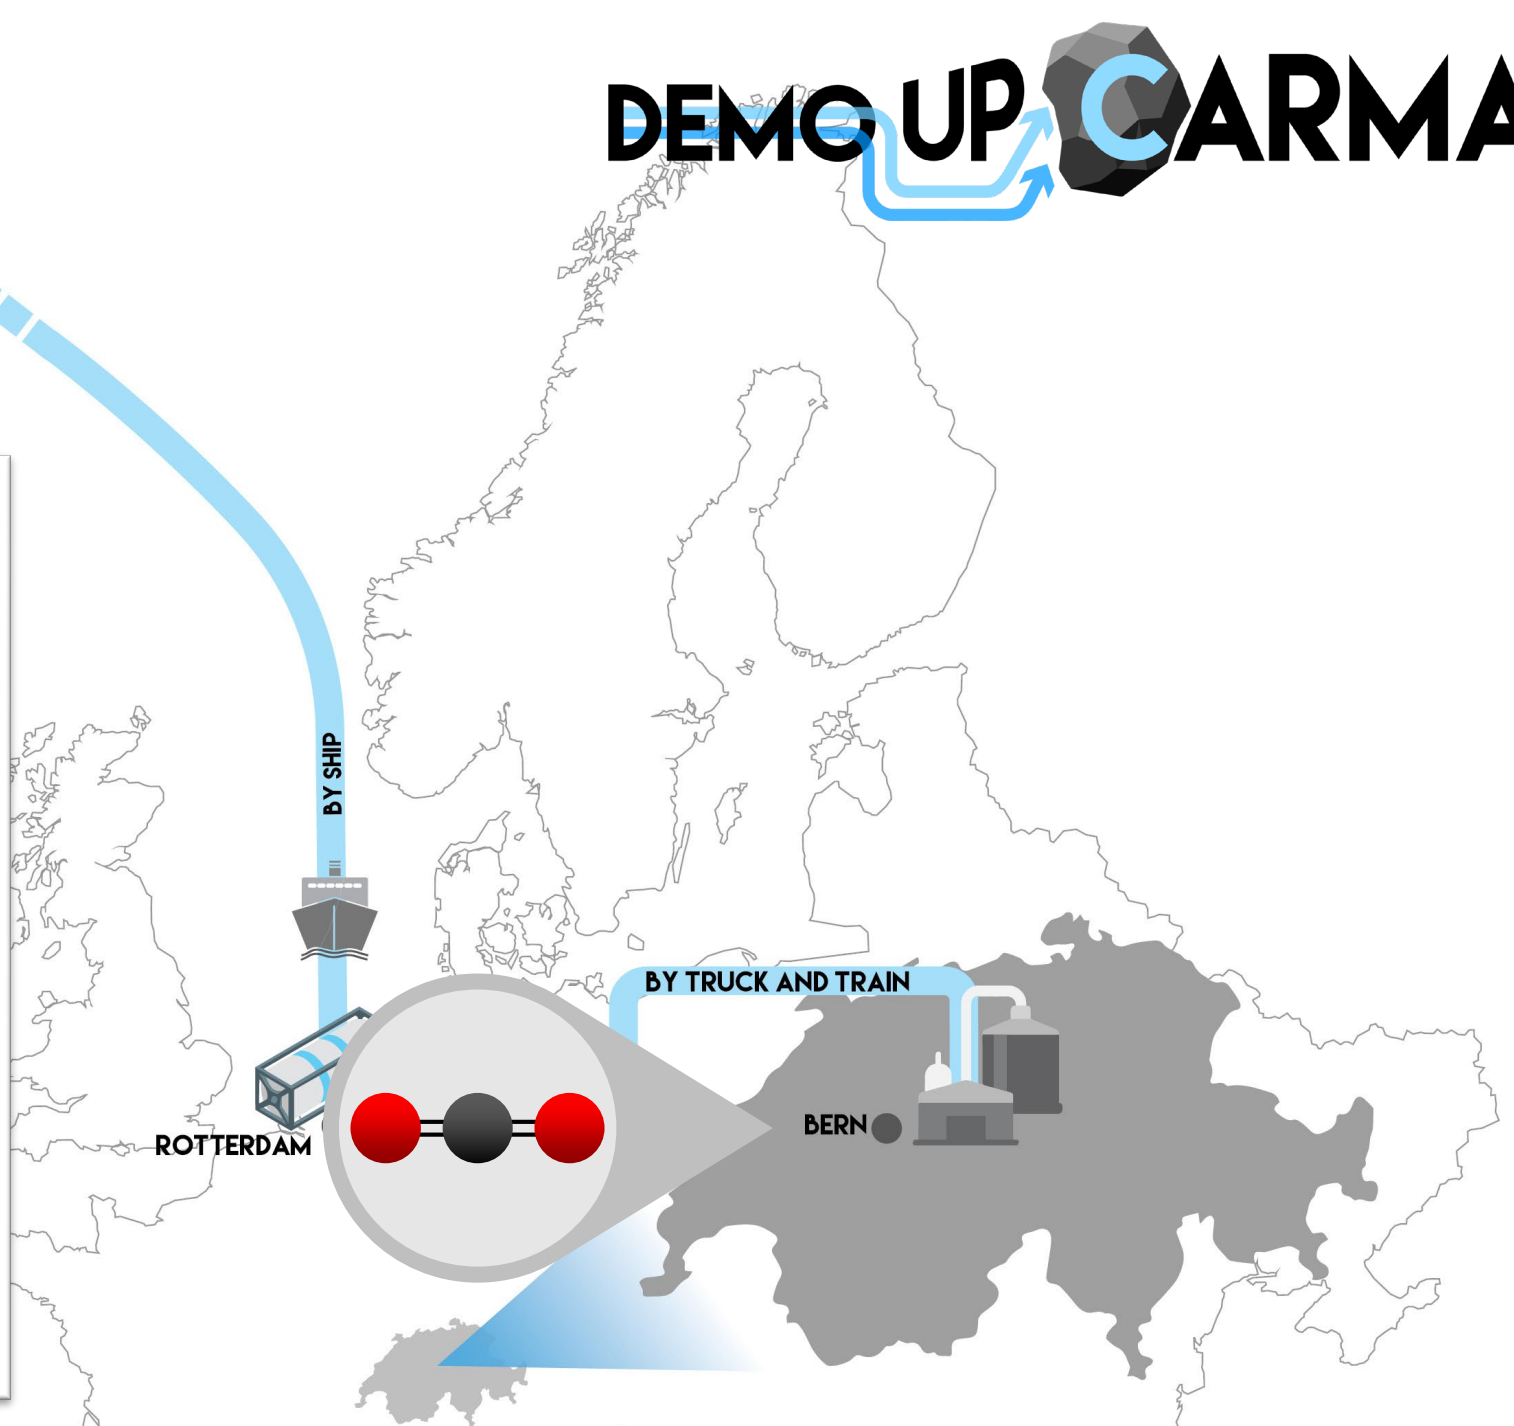 DEMO UP CARMA
BY SHIP
BY TRUCK AND TRAIN
BERN
ROTTERDAM